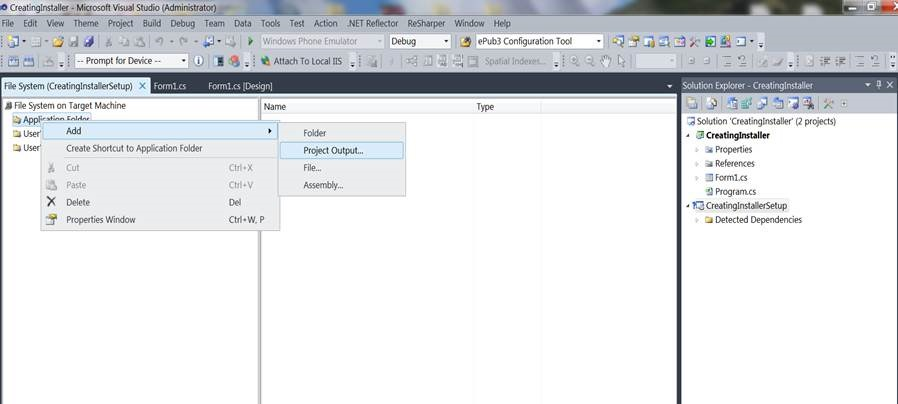 CreatingInstaller - Microsoft Visual Studio (Administrator)
File Edit View Theme Project Build Debug Team Data Tools Test Action .NET Reflector ReSharper Window Help
Windows Phone Emulator Debug ePub3 Configuration Tool
-- Prompt for Device -- Attach To Local IIS Spatial Indexes...
File System (CreatingInstallerSetup) Form1.cs Form1.cs [Design]
File System on Target Machine
Application Folder
User
User
Name Type
Add
Create Shortcut to Application Folder
Cut Ctrl+X
Paste Ctrl+V
Delete Del
Properties Window Ctrl+W, P
Folder
Project Output...
File...
Assembly...
Solution Explorer - CreatingInstaller
Solution 'CreatingInstaller' (2 projects)
CreatingInstaller
Properties
References
Form1.cs
Program.cs
CreatingInstallerSetup
Detected Dependencies